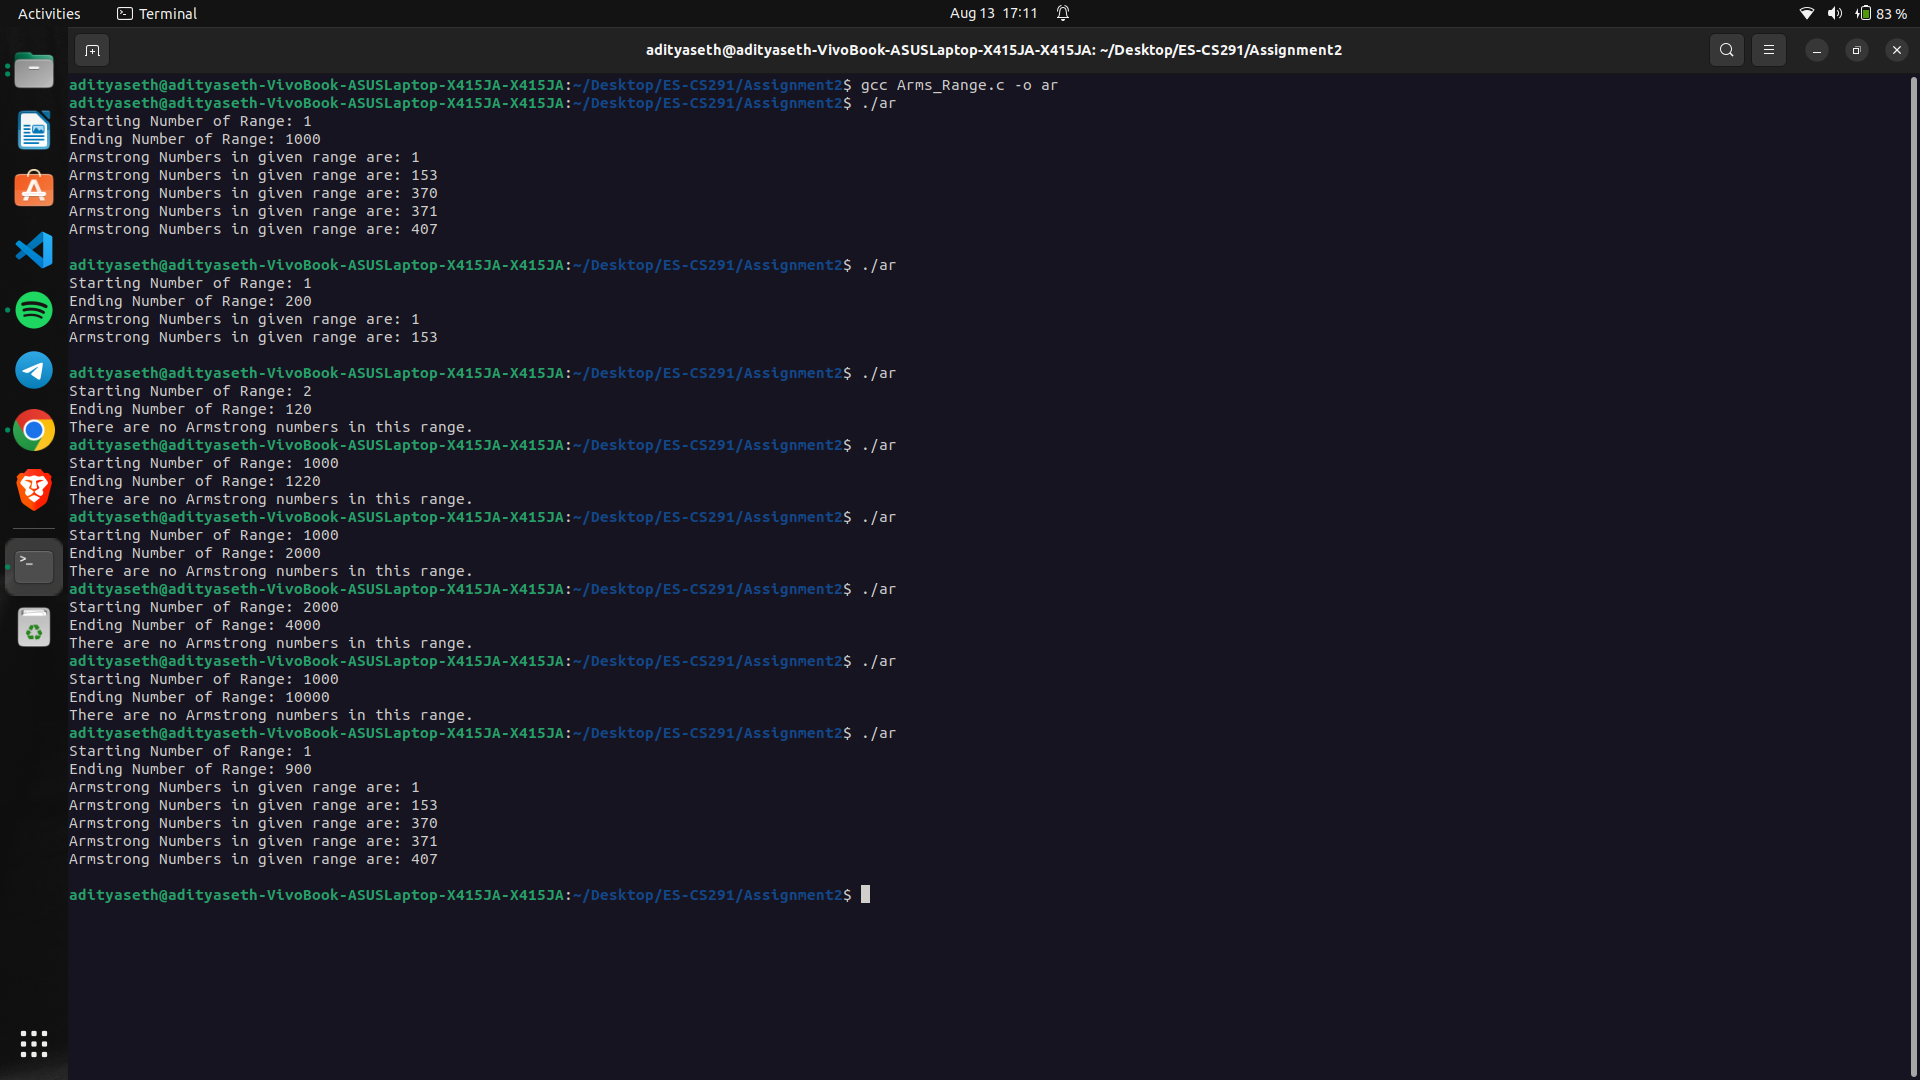 Activities
Terminal
Aug 13 17:11
83 %
adityaseth@adityaseth-VivoBook-ASUSLaptop-X415JA-X415JA: ~/Desktop/ES-CS291/Assignment2
adityaseth@adityaseth-VivoBook-ASUSLaptop-X415JA-X415JA:~/Desktop/ES-CS291/Assignment2$ gcc Arms_Range.c -o ar
adityaseth@adityaseth-VivoBook-ASUSLaptop-X415JA-X415JA:~/Desktop/ES-CS291/Assignment2$ ./ar
Starting Number of Range: 1
Ending Number of Range: 1000
Armstrong Numbers in given range are: 1
Armstrong Numbers in given range are: 153
Armstrong Numbers in given range are: 370
Armstrong Numbers in given range are: 371
Armstrong Numbers in given range are: 407
adityaseth@adityaseth-VivoBook-ASUSLaptop-X415JA-X415JA:~/Desktop/ES-CS291/Assignment2$ ./ar
Starting Number of Range: 1
Ending Number of Range: 200
Armstrong Numbers in given range are: 1
Armstrong Numbers in given range are: 153
adityaseth@adityaseth-VivoBook-ASUSLaptop-X415JA-X415JA:~/Desktop/ES-CS291/Assignment2$ ./ar
Starting Number of Range: 2
Ending Number of Range: 120
There are no Armstrong numbers in this range.
adityaseth@adityaseth-VivoBook-ASUSLaptop-X415JA-X415JA:~/Desktop/ES-CS291/Assignment2$ ./ar
Starting Number of Range: 1000
Ending Number of Range: 1220
There are no Armstrong numbers in this range.
adityaseth@adityaseth-VivoBook-ASUSLaptop-X415JA-X415JA:~/Desktop/ES-CS291/Assignment2$ ./ar
Starting Number of Range: 1000
Ending Number of Range: 2000
There are no Armstrong numbers in this range.
adityaseth@adityaseth-VivoBook-ASUSLaptop-X415JA-X415JA:~/Desktop/ES-CS291/Assignment2$ ./ar
Starting Number of Range: 2000
Ending Number of Range: 4000
There are no Armstrong numbers in this range.
adityaseth@adityaseth-VivoBook-ASUSLaptop-X415JA-X415JA:~/Desktop/ES-CS291/Assignment2$ ./ar
Starting Number of Range: 1000
Ending Number of Range: 10000
There are no Armstrong numbers in this range.
adityaseth@adityaseth-VivoBook-ASUSLaptop-X415JA-X415JA:~/Desktop/ES-CS291/Assignment2$ ./ar
Starting Number of Range: 1
Ending Number of Range: 900
Armstrong Numbers in given range are: 1
Armstrong Numbers in given range are: 153
Armstrong Numbers in given range are: 370
Armstrong Numbers in given range are: 371
Armstrong Numbers in given range are: 407
adityaseth@adityaseth-VivoBook-ASUSLaptop-X415JA-X415JA:~/Desktop/ES-CS291/Assignment2$